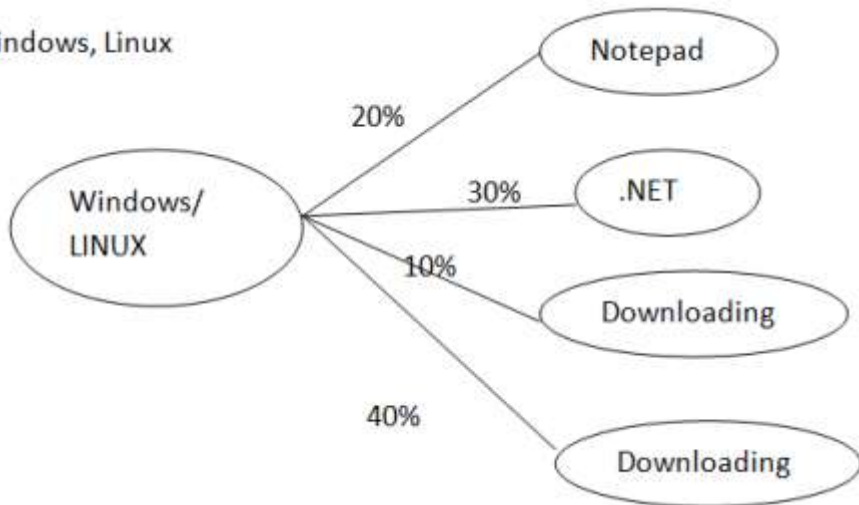 indows, Linux
Notepad
20%
Windows/
LINUX
30%
.NET
10%
Downloading
40%
Downloading